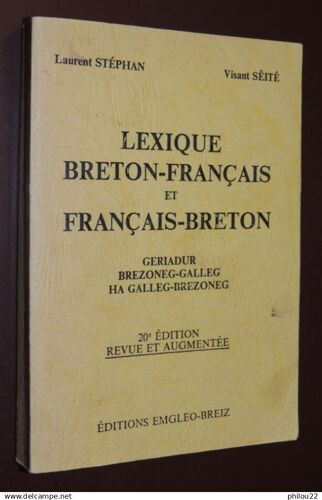 Laurent STÉPHAN
Visant SÈITÉ
LEXIQUE
BRETON-FRANÇAIS
ET
FRANÇAIS-BRETON
GERIADUR
BREZONEG-GALLEG
HA GALLEG-BREZONEG
20e ÉDITION
REVUE ET AUGMENTÉE
ÉDITIONS EMGLEO-BREIZ
www.delcampe.net
philou22